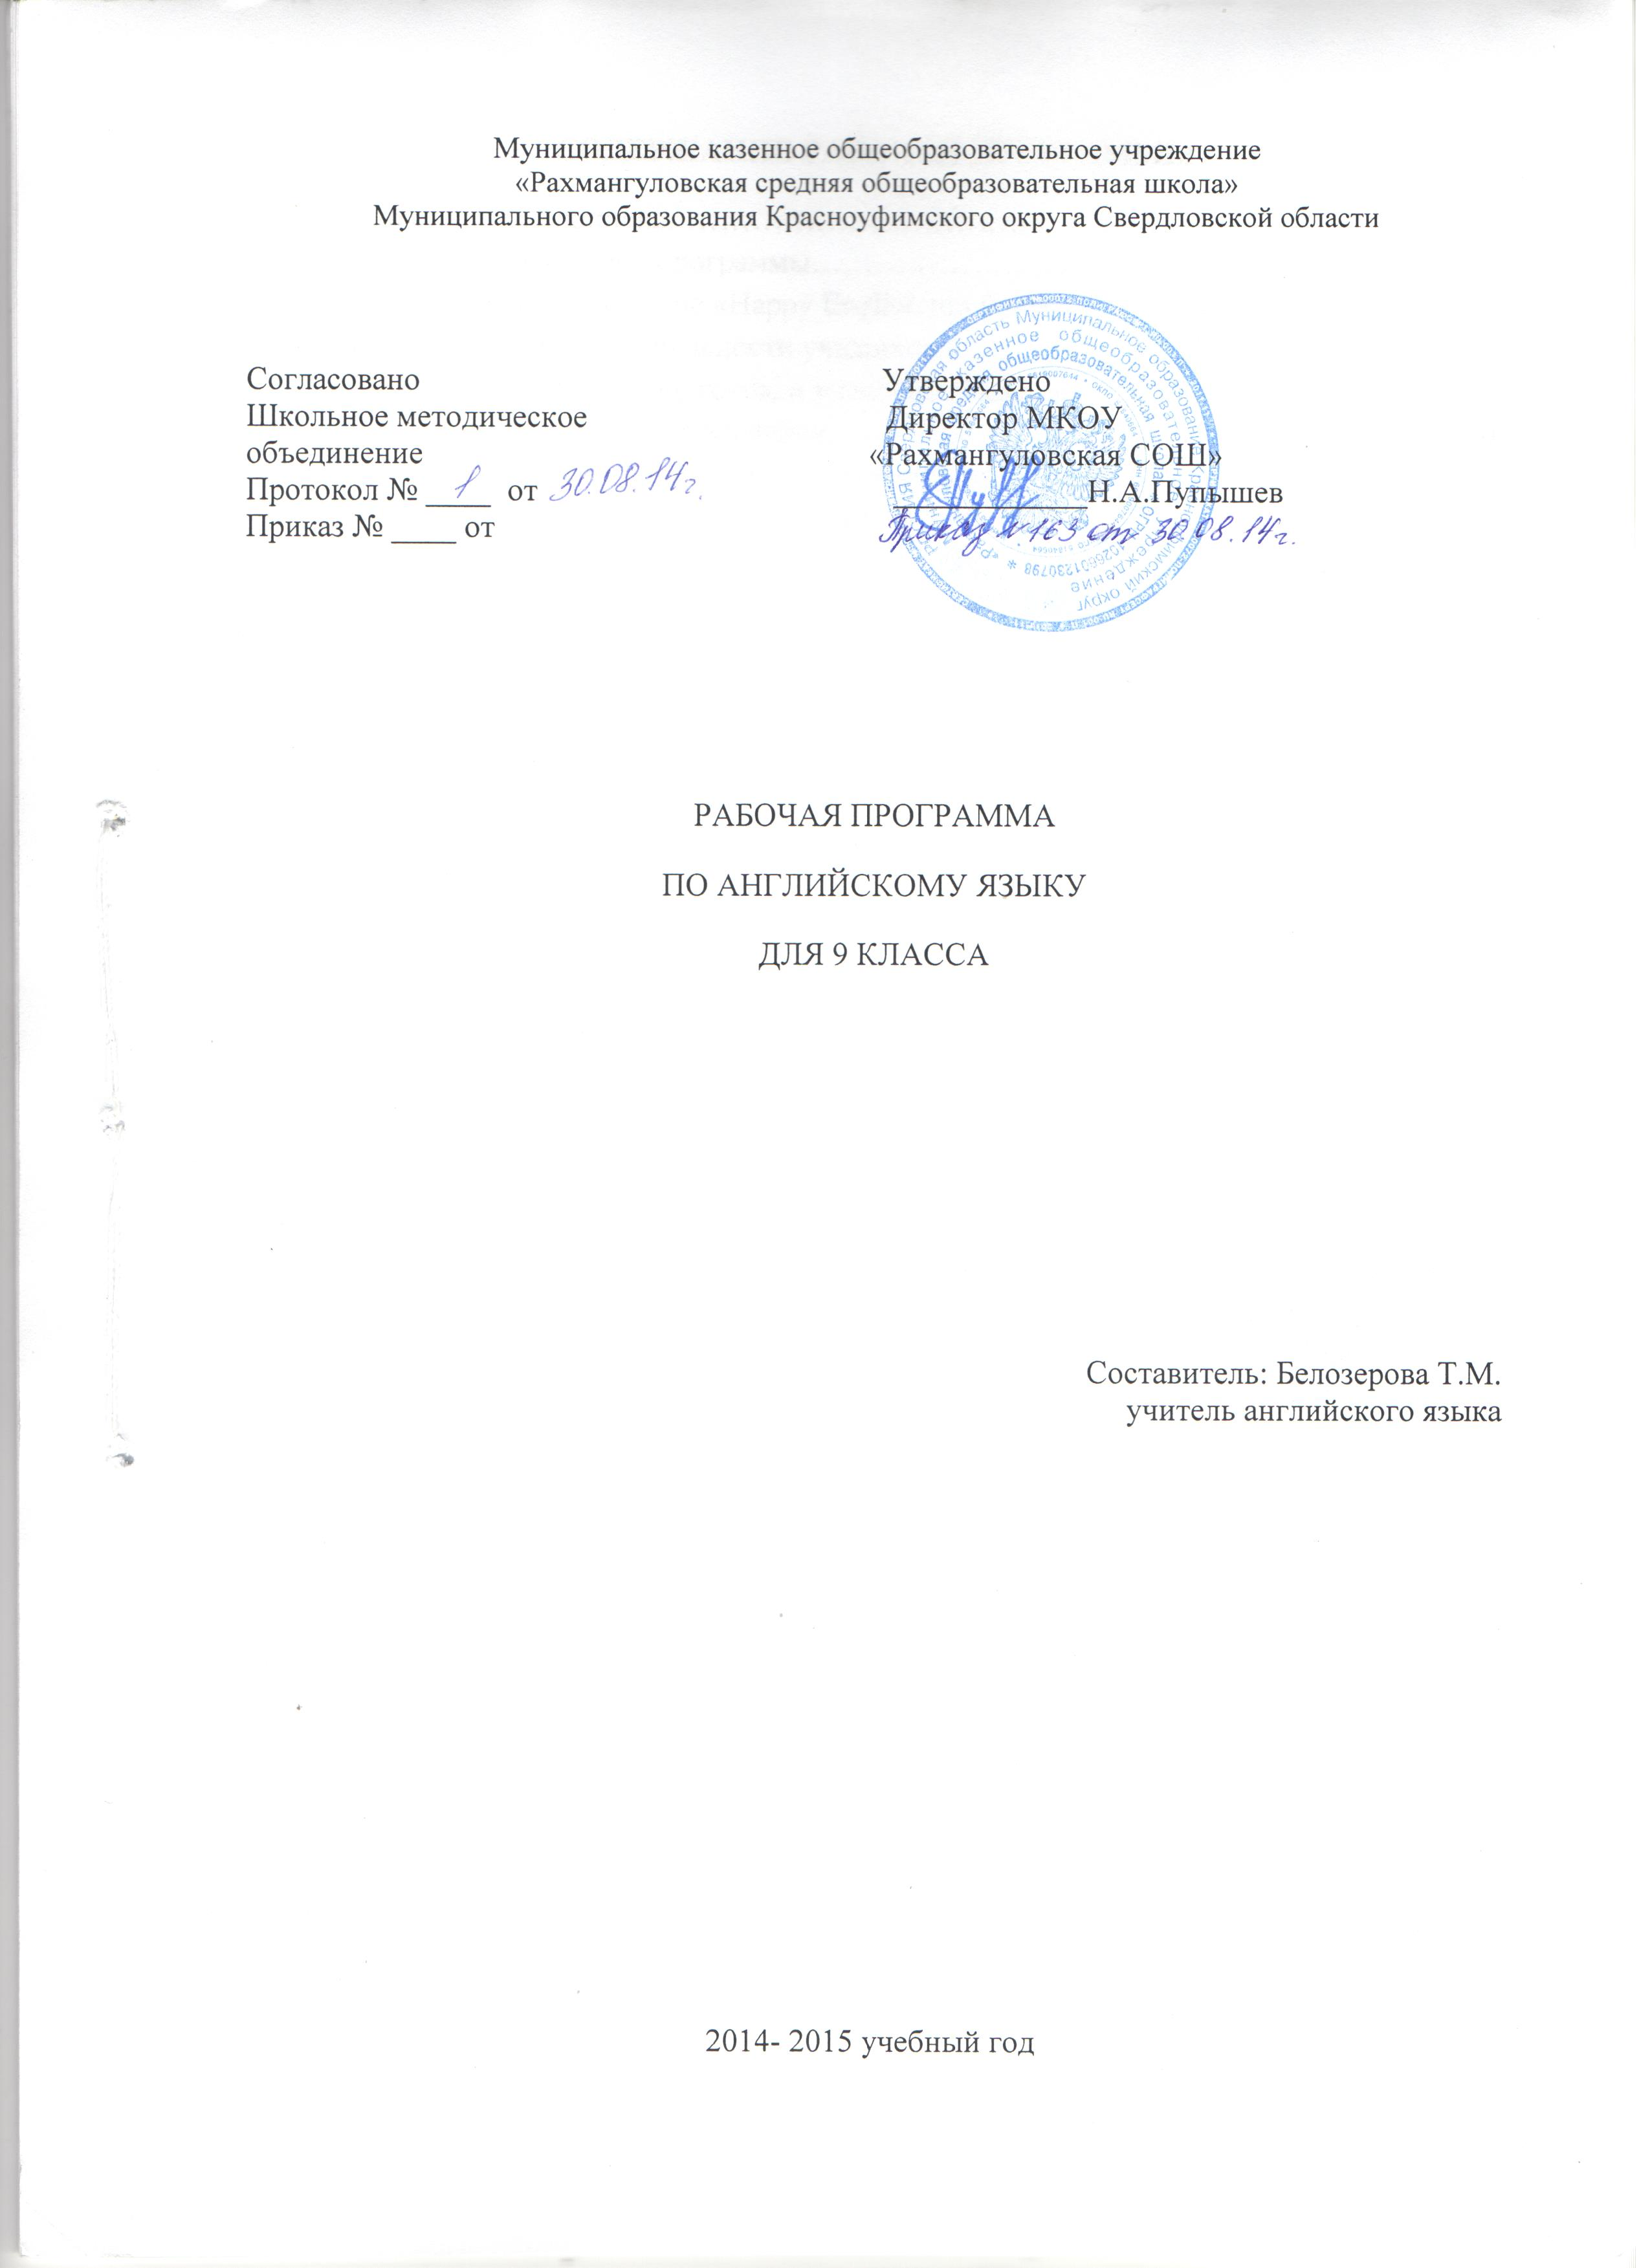 Муниципальное казенное общеобразовательное учреждение
«Рахмангуловская средняя общеобразовательная школа»
Муниципального образования Красноуфимского округа Свердловской области
Согласовано
Школьное методическое
объединение
Протокол № 1 от 30.08.14г.
Приказ № ____ от
Утверждено
Директор МКОУ
«Рахмангуловская СОШ»
____________Н.А.Пупышев
Приказ № 163 от 30.08.14г.
РАБОЧАЯ ПРОГРАММА
ПО АНГЛИЙСКОМУ ЯЗЫКУ
ДЛЯ 9 КЛАССА
Составитель: Белозерова Т.М.
учитель английского языка
2014- 2015 учебный год